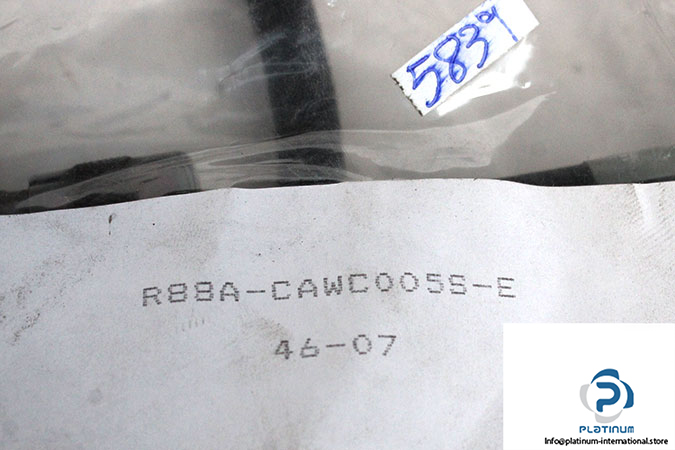 5839
R88A-CAWC005S-E
46-07
PLATINUM
Info@platinum-international.store